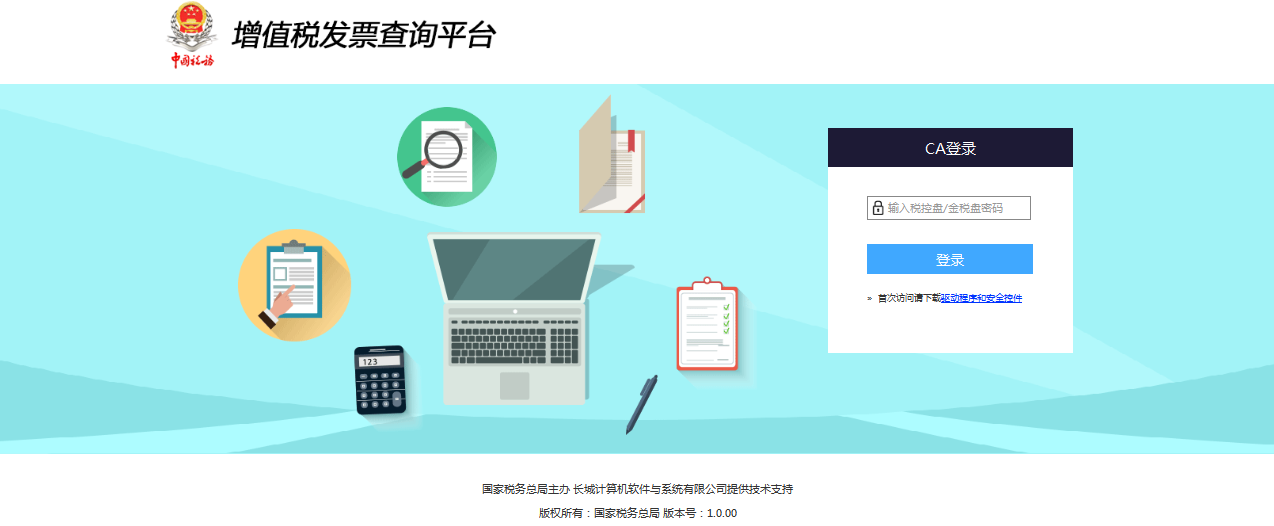 中国税务
增值税发票查询平台
CA登录
输入税控盘/金税盘密码
登录
» 首次访问请下载驱动程序和安全控件
123
国家税务总局主办 长城计算机软件与系统有限公司提供技术支持
版权所有：国家税务总局 版本号：1.0.00